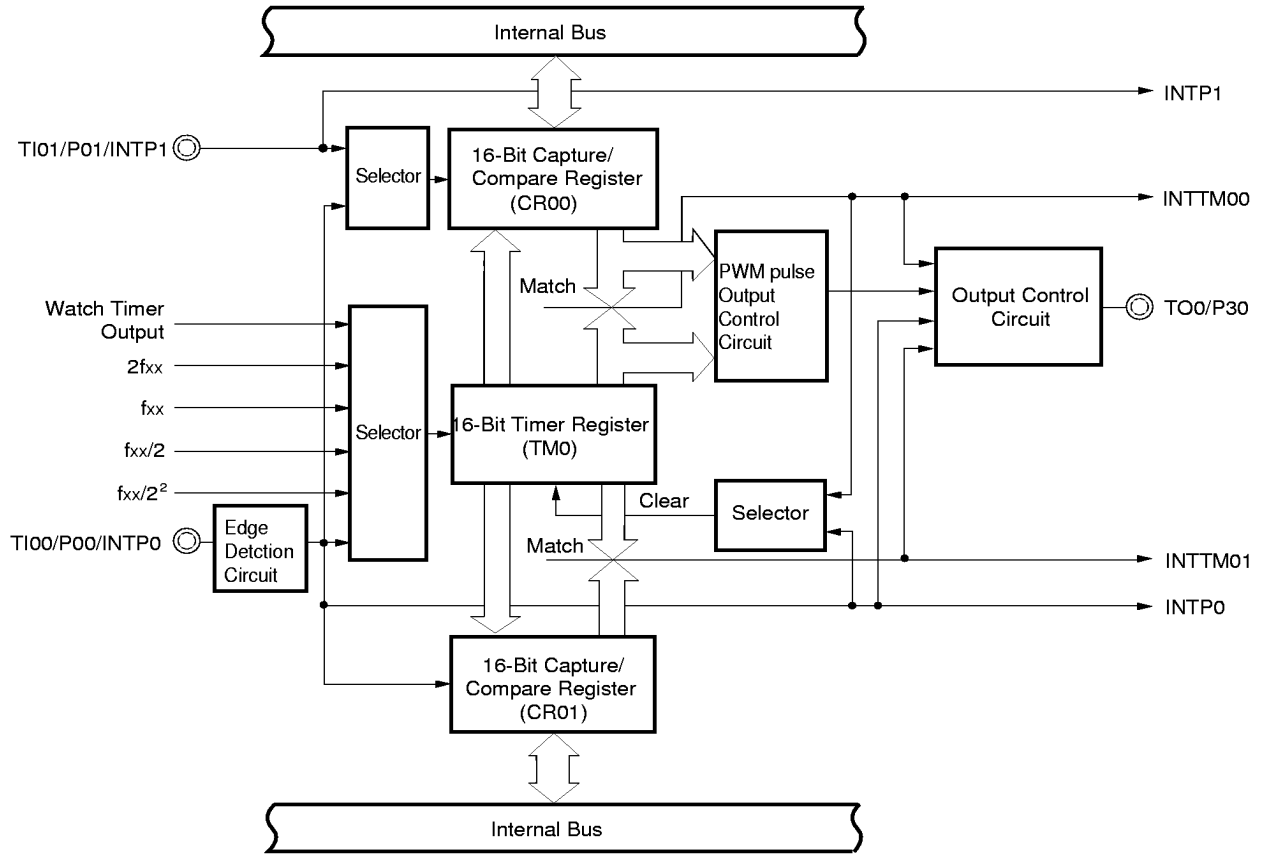 Internal Bus
INTP1
TI01/P01/INTP1
Selector
16-Bit Capture/
Compare Register
(CR00)
INTTM00
Match
PWM pulse
Output
Control
Circuit
Output Control
Circuit
TO0/P30
Watch Timer
Output
2fxx
fxx
fxx/2
fxx/2²
Selector
16-Bit Timer Register
(TM0)
Clear
Selector
TI00/P00/INTP0
Edge
Detction
Circuit
Match
INTTM01
INTP0
16-Bit Capture/
Compare Register
(CR01)
Internal Bus